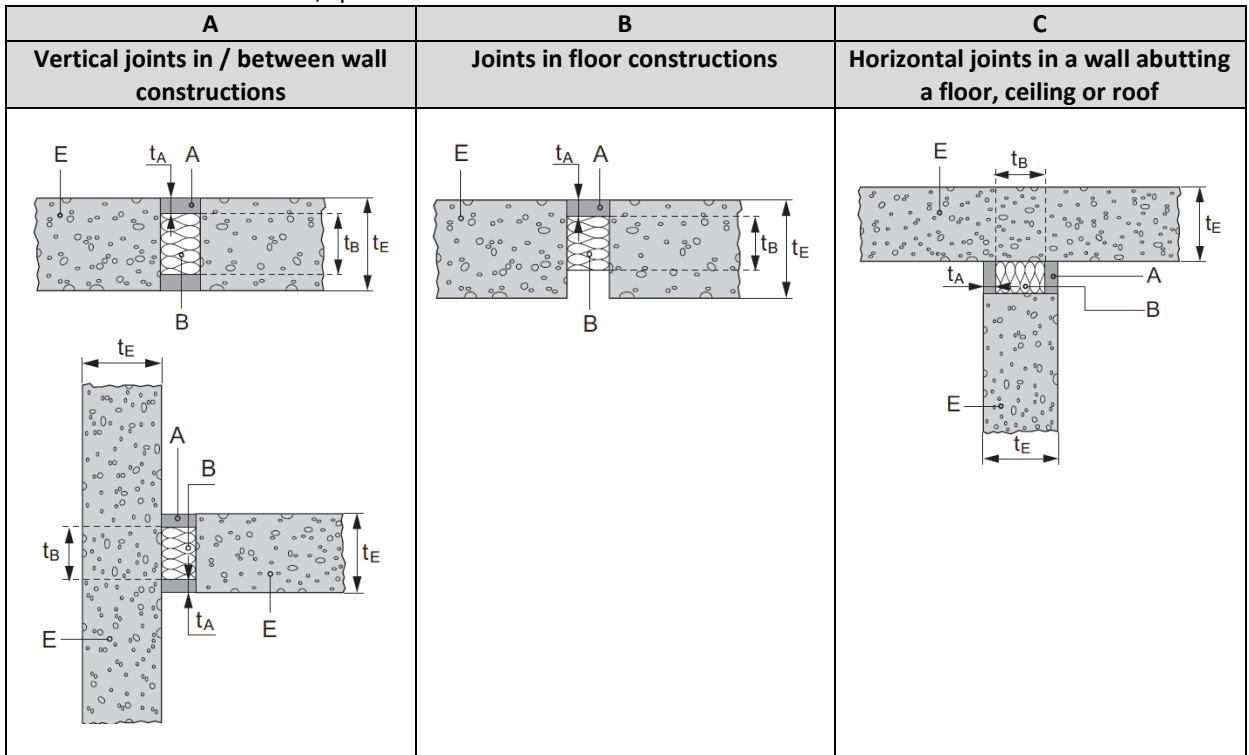 A
B
C
Vertical joints in / between wall
constructions
Joints in floor constructions
Horizontal joints in a wall abutting
a floor, ceiling or roof
E
tA
A
tB
tE
B
tE
A
B
tB
tE
tA
E
E
E
tA
A
tB
tE
B
E
tB
tE
A
tA
B
E
tE